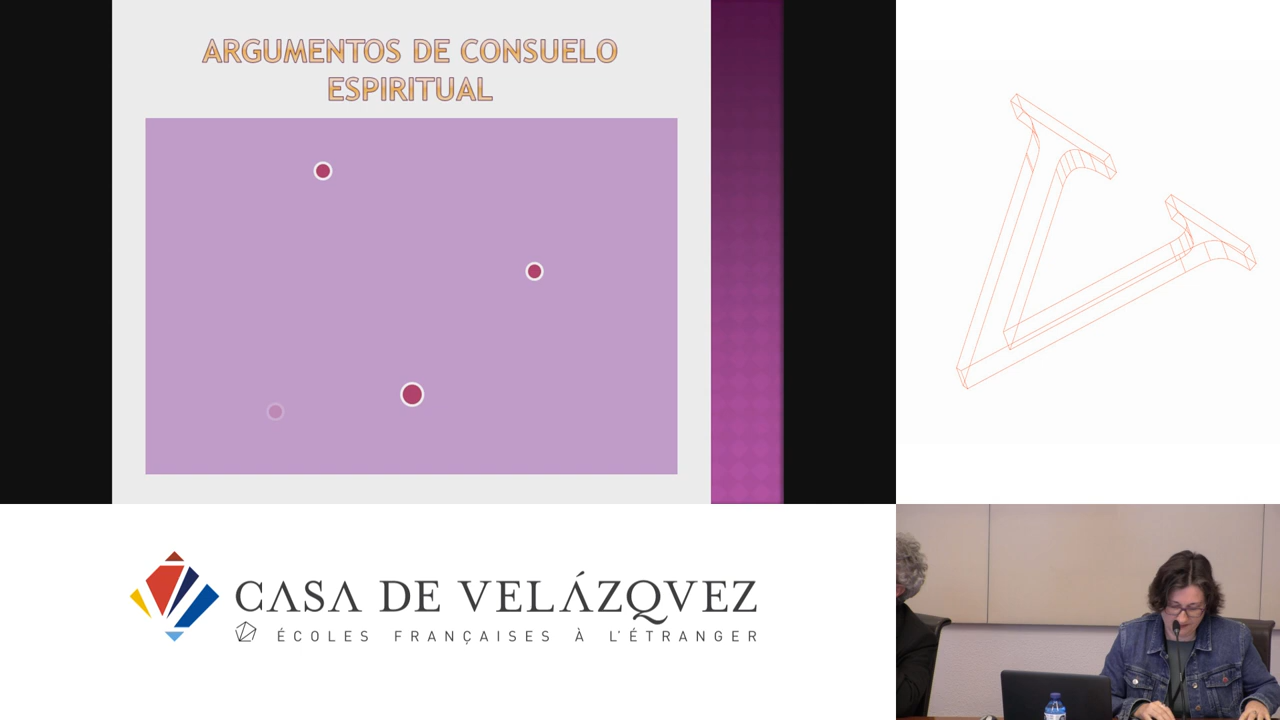 ARGUMENTOS DE CONSUELO
ESPIRITUAL
CASA DE VELÁZQVEZ
ÉCOLES FRANÇAISES À L'ÉTRANGER